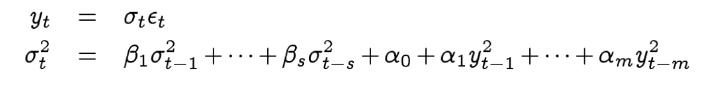 y_t = σ_t ϵ_t
σ_t^2 = β_1 σ_{t−1}^2 + ⋯ + β_s σ_{t−s}^2 + α_0 + α_1 y_{t−1}^2 + ⋯ + α_m y_{t−m}^2